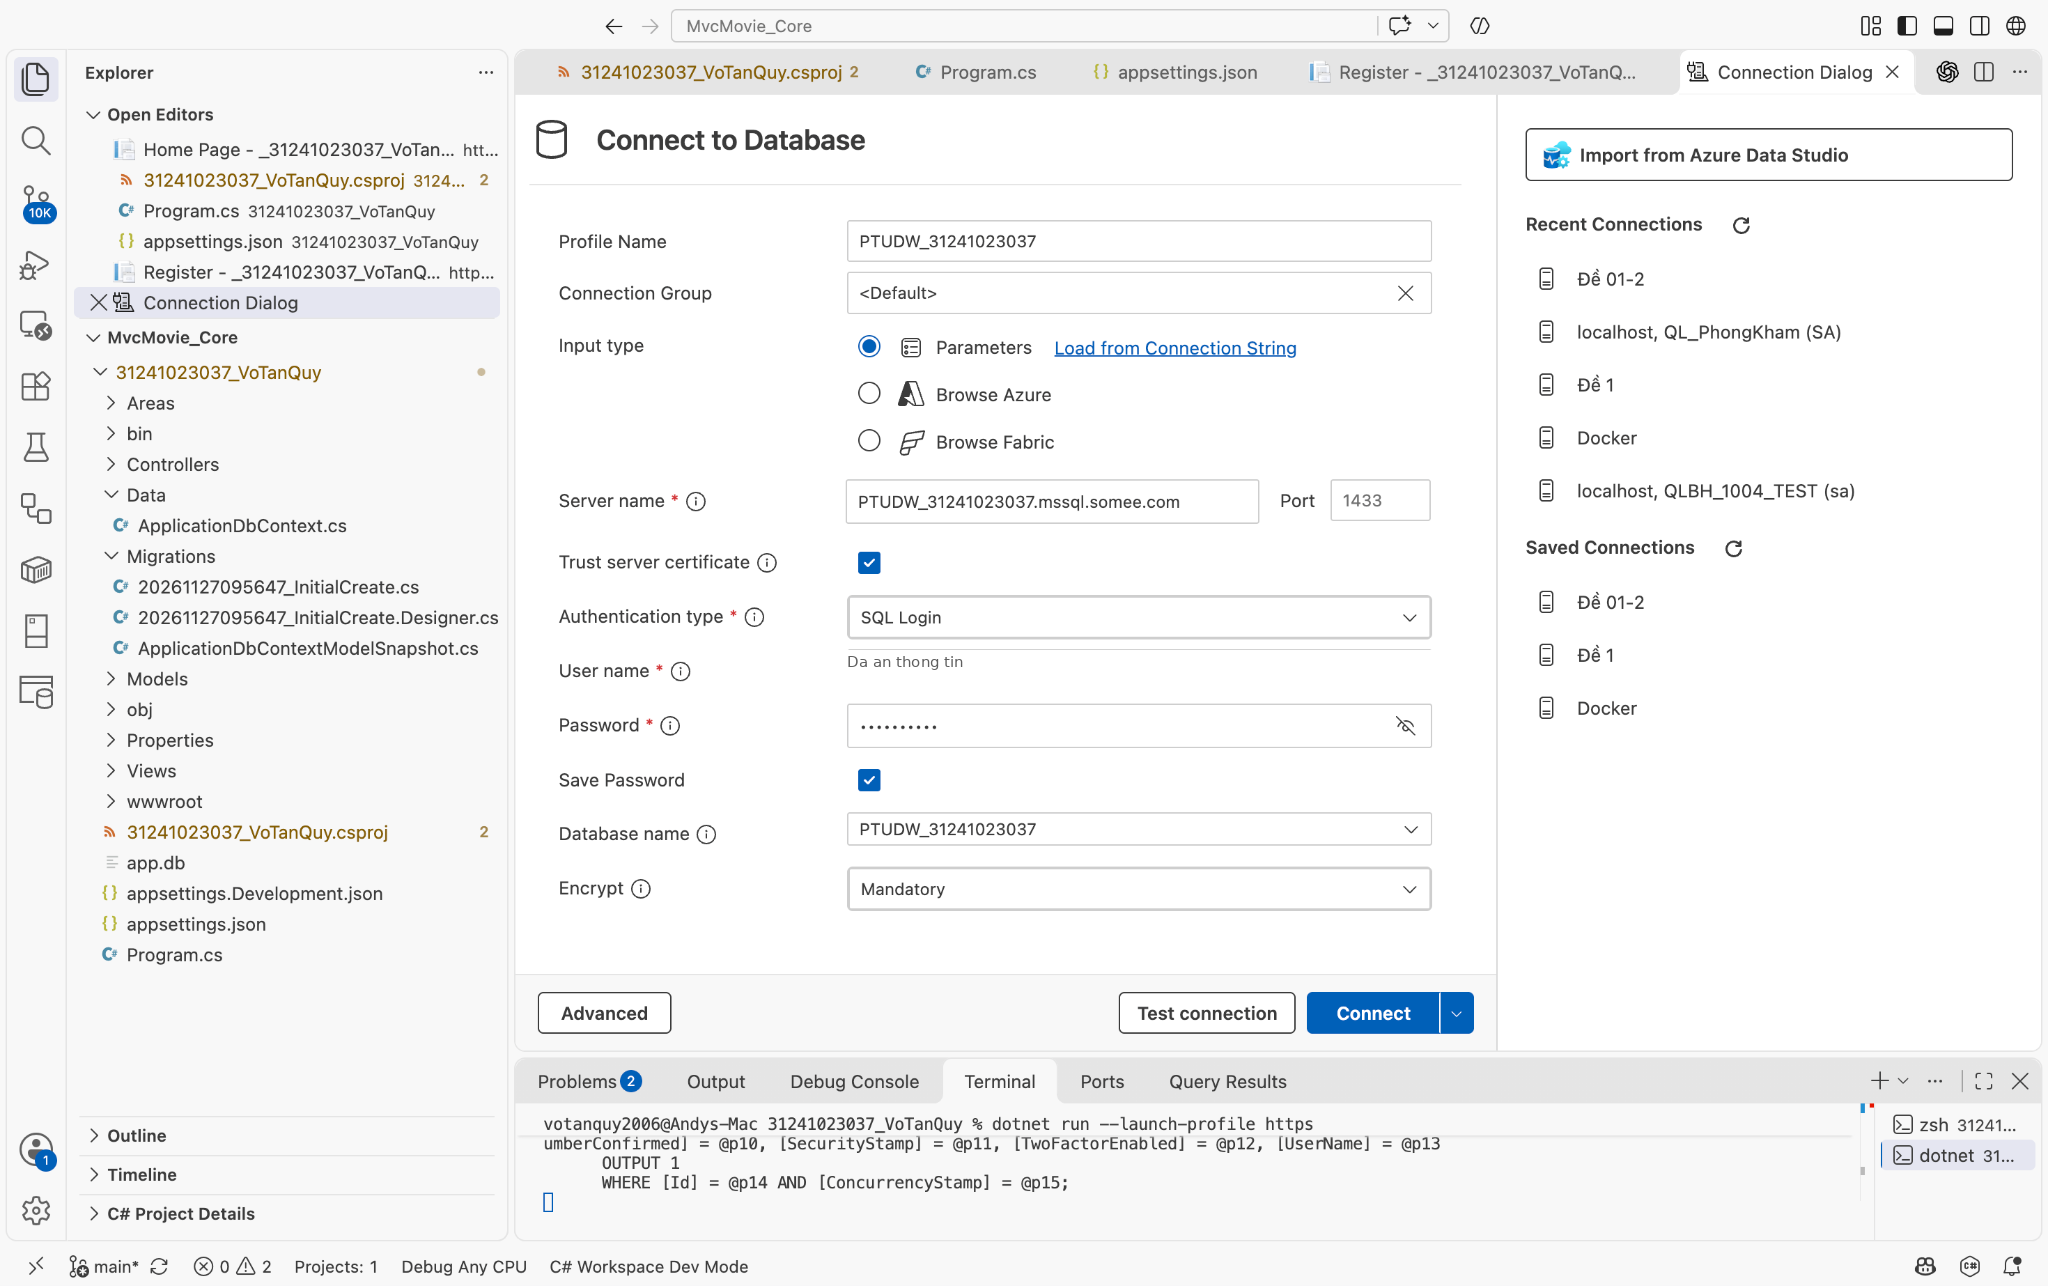 MvcMovie_Core
Explorer
Open Editors
Home Page - _31241023037_VoTan... htt...
31241023037_VoTanQuy.csproj 3124... 2
Program.cs 31241023037_VoTanQuy
appsettings.json 31241023037_VoTanQuy
Register - _31241023037_VoTanQ... http...
Connection Dialog
MvcMovie_Core
31241023037_VoTanQuy
Areas
bin
Controllers
Data
ApplicationDbContext.cs
Migrations
20261127095647_InitialCreate.cs
20261127095647_InitialCreate.Designer.cs
ApplicationDbContextModelSnapshot.cs
Models
obj
Properties
Views
wwwroot
31241023037_VoTanQuy.csproj 2
app.db
appsettings.Development.json
appsettings.json
Program.cs
Outline
Timeline
C# Project Details
10K
1
31241023037_VoTanQuy.csproj 2
Program.cs
appsettings.json
Register - _31241023037_VoTanQ...
Connection Dialog
Connect to Database
Profile Name PTUDW_31241023037
Connection Group <Default>
Input type Parameters Load from Connection String
Browse Azure
Browse Fabric
Server name * PTUDW_31241023037.mssql.somee.com Port 1433
Trust server certificate
Authentication type * SQL Login
User name * Da an thong tin
Password * ••••••••••
Save Password
Database name PTUDW_31241023037
Encrypt Mandatory
Advanced Test connection Connect
Import from Azure Data Studio
Recent Connections
Đề 01-2
localhost, QL_PhongKham (SA)
Đề 1
Docker
localhost, QLBH_1004_TEST (sa)
Saved Connections
Đề 01-2
Đề 1
Docker
Problems 2 Output Debug Console Terminal Ports Query Results
votanquy2006@Andys-Mac 31241023037_VoTanQuy % dotnet run --launch-profile https
umberConfirmed] = @p10, [SecurityStamp] = @p11, [TwoFactorEnabled] = @p12, [UserName] = @p13
OUTPUT 1
WHERE [Id] = @p14 AND [ConcurrencyStamp] = @p15;
zsh 31241...
dotnet 31...
main* 0 2 Projects: 1 Debug Any CPU C# Workspace Dev Mode